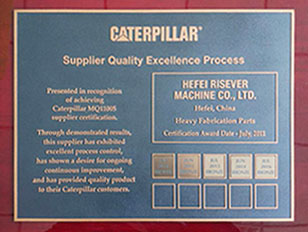 CATERPILLAR®
Supplier Quality Excellence Process
Presented in recognition
of achieving
Caterpillar MQ11005
supplier certification.
Through demonstrated results,
this supplier has exhibited
excellent process control,
has shown a desire for ongoing
continuous improvement,
and has provided quality product
to their Caterpillar customers.
HEFEI RISEVER
MACHINE CO., LTD.
Hefei, China
Heavy Fabrication Parts
Certification Award Date - July, 2011